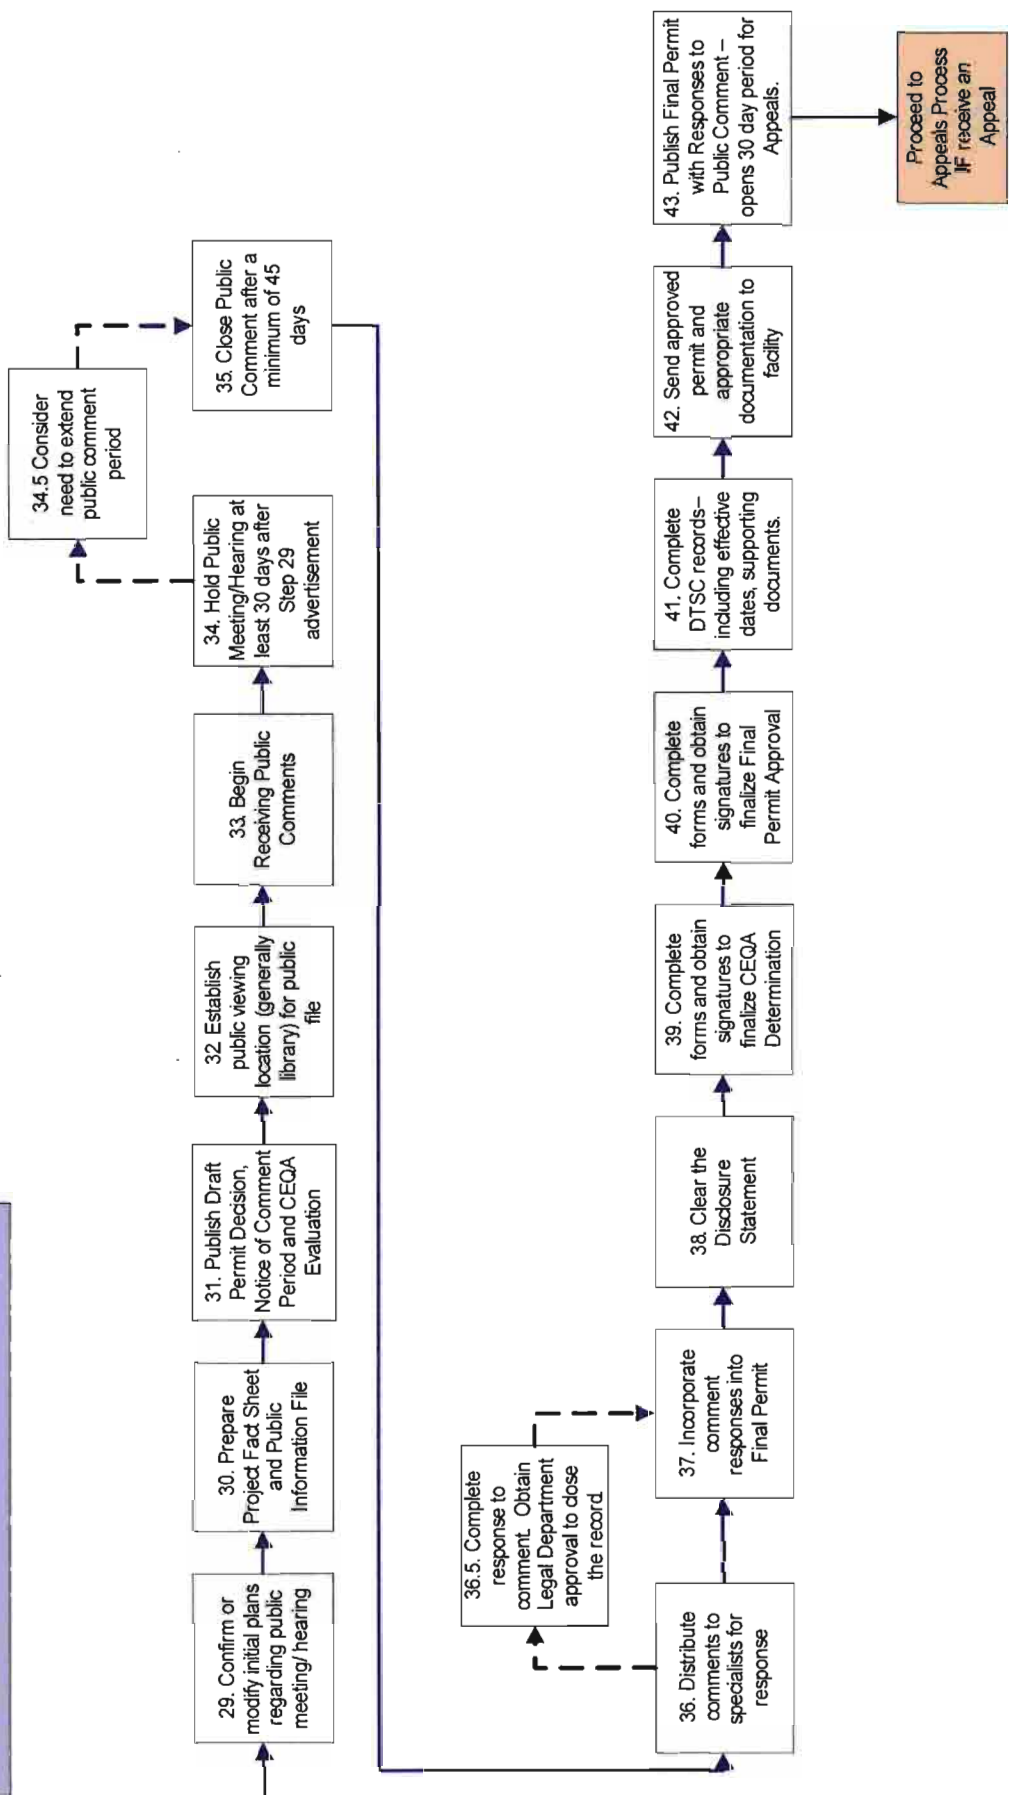 29. Confirm or
modify initial plans
regarding public
meeting/ hearing
30. Prepare
Project Fact Sheet
and Public
Information File
31. Publish Draft
Permit Decision,
Notice of Comment
Period and CEQA
Evaluation
32. Establish
public viewing
location (generally
library) for public
file
33. Begin
Receiving Public
Comments
34. Hold Public
Meeting/Hearing at
least 30 days after
Step 29
advertisement
34.5 Consider
need to extend
public comment
period
35. Close Public
Comment after a
minimum of 45
days
36. Distribute
comments to
specialists for
response
36.5. Complete
response to
comment. Obtain
Legal Department
approval to close
the record.
37. Incorporate
comment
responses into
Final Permit
38. Clear the
Disclosure
Statement
39. Complete
forms and obtain
signatures to
finalize CEQA
Determination
40. Complete
forms and obtain
signatures to
finalize Final
Permit Approval
41. Complete
DTSC records–
including effective
dates, supporting
documents.
42. Send approved
permit and
appropriate
documentation to
facility
43. Publish Final Permit
with Responses to
Public Comment –
opens 30 day period for
Appeals.
Proceed to
Appeals Process
IF receive an
Appeal